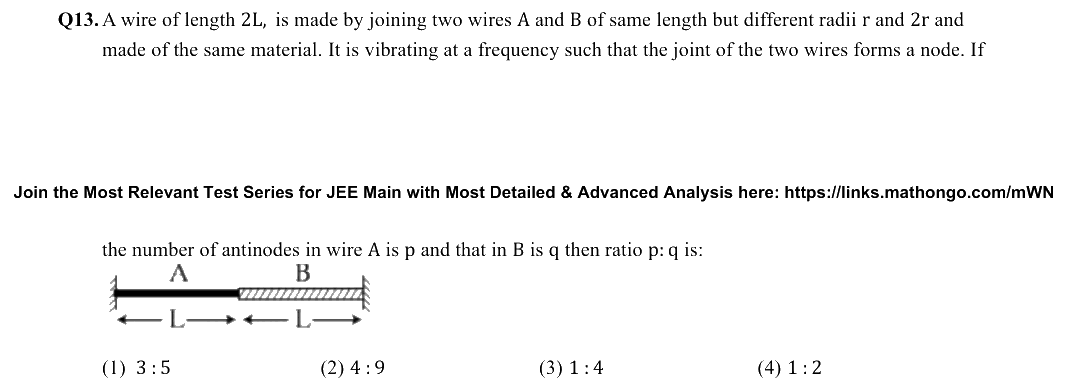 Q13. A wire of length 2L, is made by joining two wires A and B of same length but different radii r and 2r and
made of the same material. It is vibrating at a frequency such that the joint of the two wires forms a node. If
Join the Most Relevant Test Series for JEE Main with Most Detailed & Advanced Analysis here: https://links.mathongo.com/mWN
the number of antinodes in wire A is p and that in B is q then ratio p: q is:
A B
L L
(1) 3 : 5 (2) 4 : 9 (3) 1 : 4 (4) 1 : 2